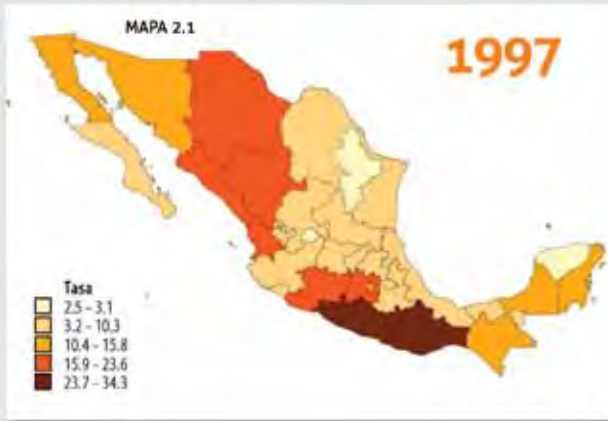 MAPA 2.1
1997
Tasa
2.5 – 3.1
3.2 - 10.3
10.4 – 15.8
15.9 – 23.6
23.7 – 34.3